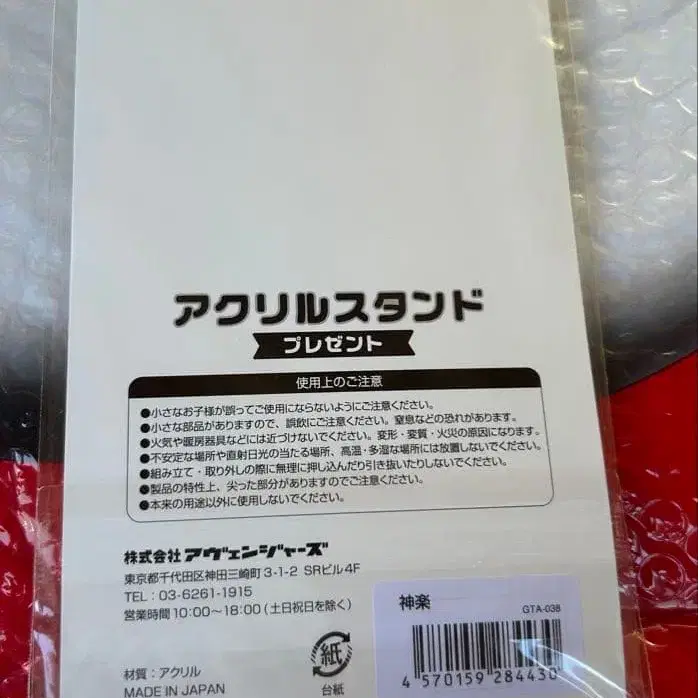 アクリルスタンド
プレゼント
使用上のご注意
●小さなお子様が誤ってご使用にならないようにご注意ください。
●小さな部品がありますので、誤飲にご注意ください。窒息などの恐れがあります。
●火気や暖房器具などには近づけないでください。変形・変質・火災の原因になります。
●不安定な場所や直射日光の当たる場所、高温・多湿な場所には放置しないでください。
●組み立て・取り外しの際に無理に押し込んだり引き抜いたりしないでください。
●製品の特性上、尖った部分がありますのでご注意ください。
●本来の用途以外に使用しないでください。
株式会社アヴェンジャーズ
東京都千代田区神田三崎町3-1-2 SRビル4F
TEL：03-6261-1915
営業時間10:00〜18:00（土日祝日を除く）
材質：アクリル
MADE IN JAPAN
紙
台紙
神楽
GTA-038
4 570159 284430